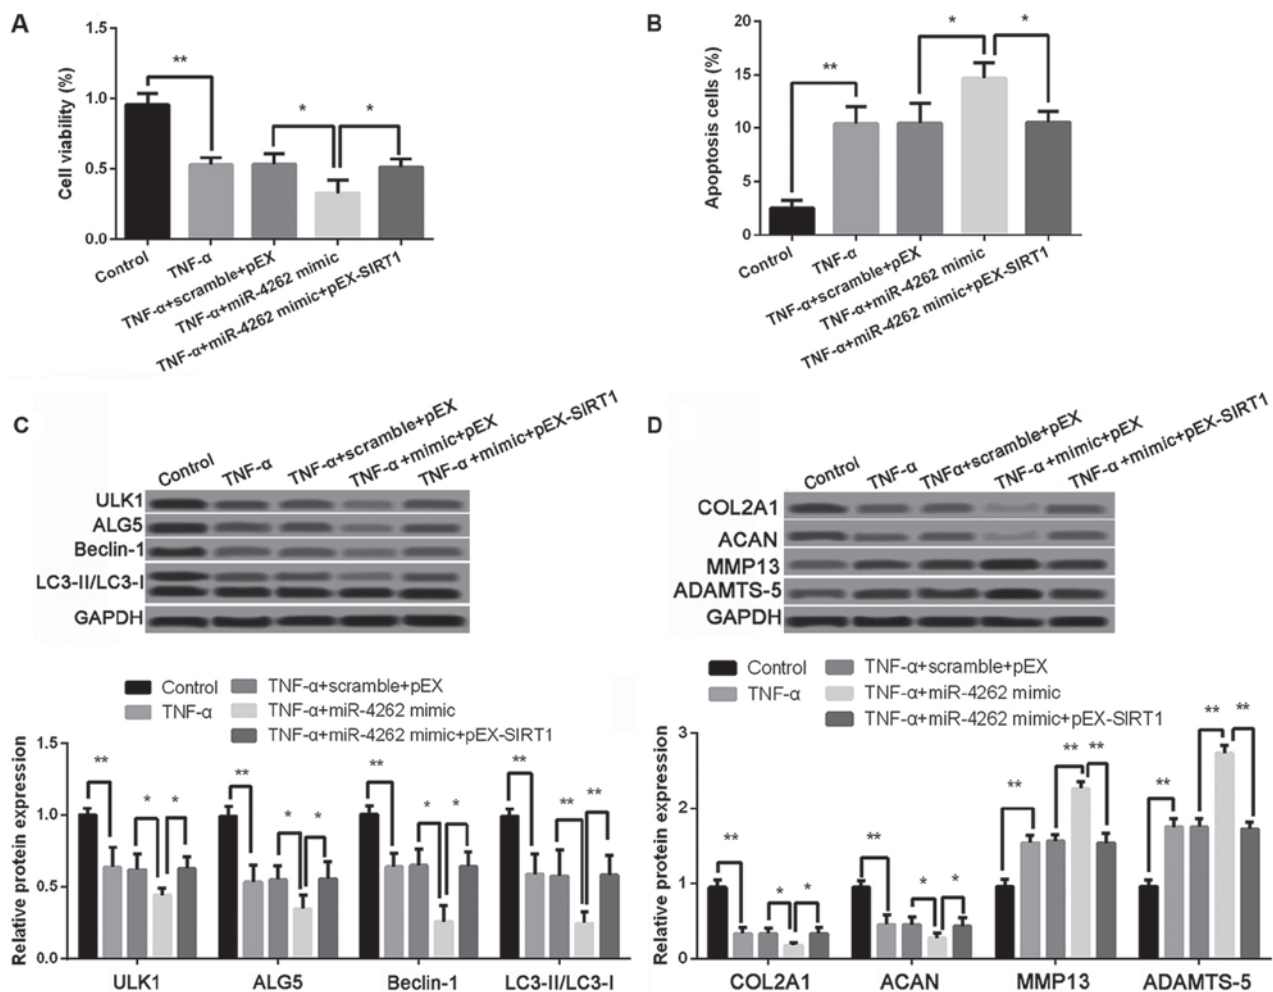 A
Cell viability (%)
1.5
1.0
0.5
0.0
**
*
*
Control
TNF-α
TNF-α+scramble+pEX
TNF-α+miR-4262 mimic
TNF-α+miR-4262 mimic+pEX-SIRT1
B
Apoptosis cells (%)
20
15
10
5
0
**
*
*
Control
TNF-α
TNF-α+scramble+pEX
TNF-α+miR-4262 mimic
TNF-α+miR-4262 mimic+pEX-SIRT1
C
Control
TNF-α
TNF-α+scramble+pEX
TNF-α+mimic+pEX
TNF-α +mimic+pEX-SIRT1
ULK1
ALG5
Beclin-1
LC3-II/LC3-I
GAPDH
Control
TNF-α
TNF-α+scramble+pEX
TNF-α+miR-4262 mimic
TNF-α+miR-4262 mimic+pEX-SIRT1
Relative protein expression
1.5
1.0
0.5
0.0
** * *
** * *
** * *
** ** **
ULK1 ALG5 Beclin-1 LC3-II/LC3-I
D
Control
TNF-α
TNFα+scramble+pEX
TNF-α+mimic+pEX
TNF-α +mimic+pEX-SIRT1
COL2A1
ACAN
MMP13
ADAMTS-5
GAPDH
Control
TNF-α
TNF-α+scramble+pEX
TNF-α+miR-4262 mimic
TNF-α+miR-4262 mimic+pEX-SIRT1
Relative protein expression
3
2
1
0
** * *
** * *
** ** **
** ** **
COL2A1 ACAN MMP13 ADAMTS-5